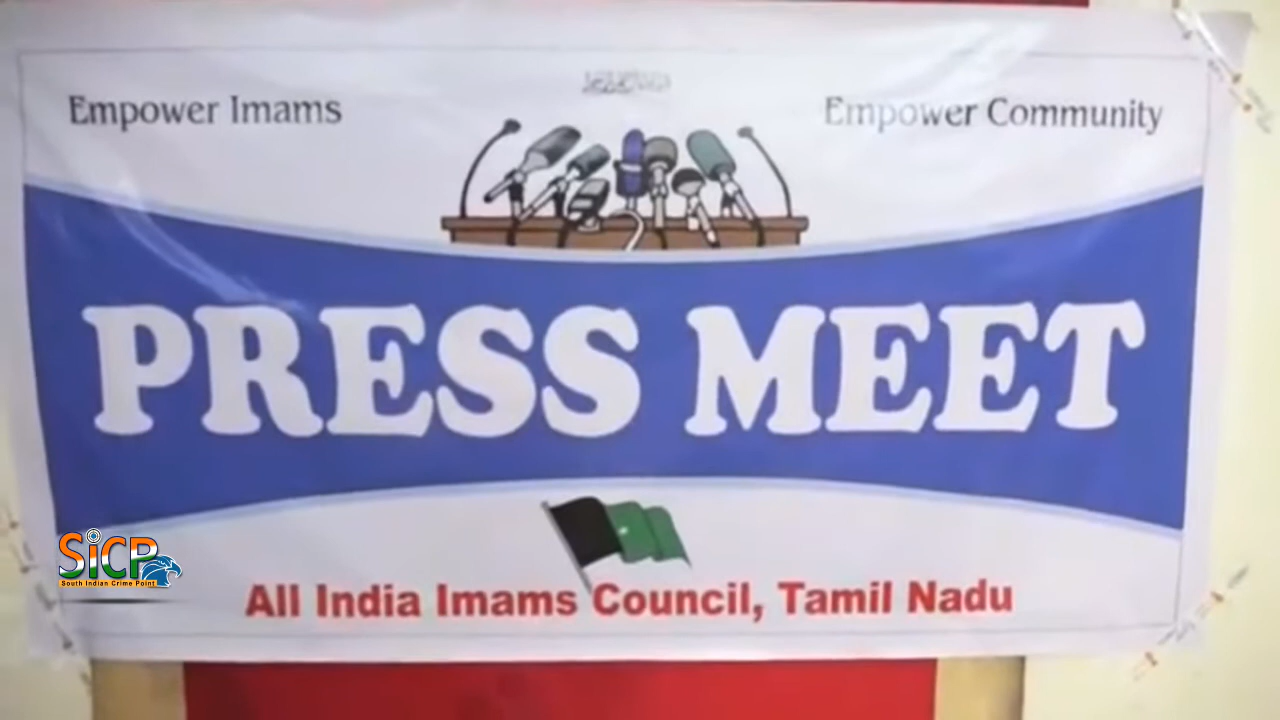 Empower Imams
Empower Community
PRESS MEET
SiCP
South Indian Crime Point
All India Imams Council, Tamil Nadu